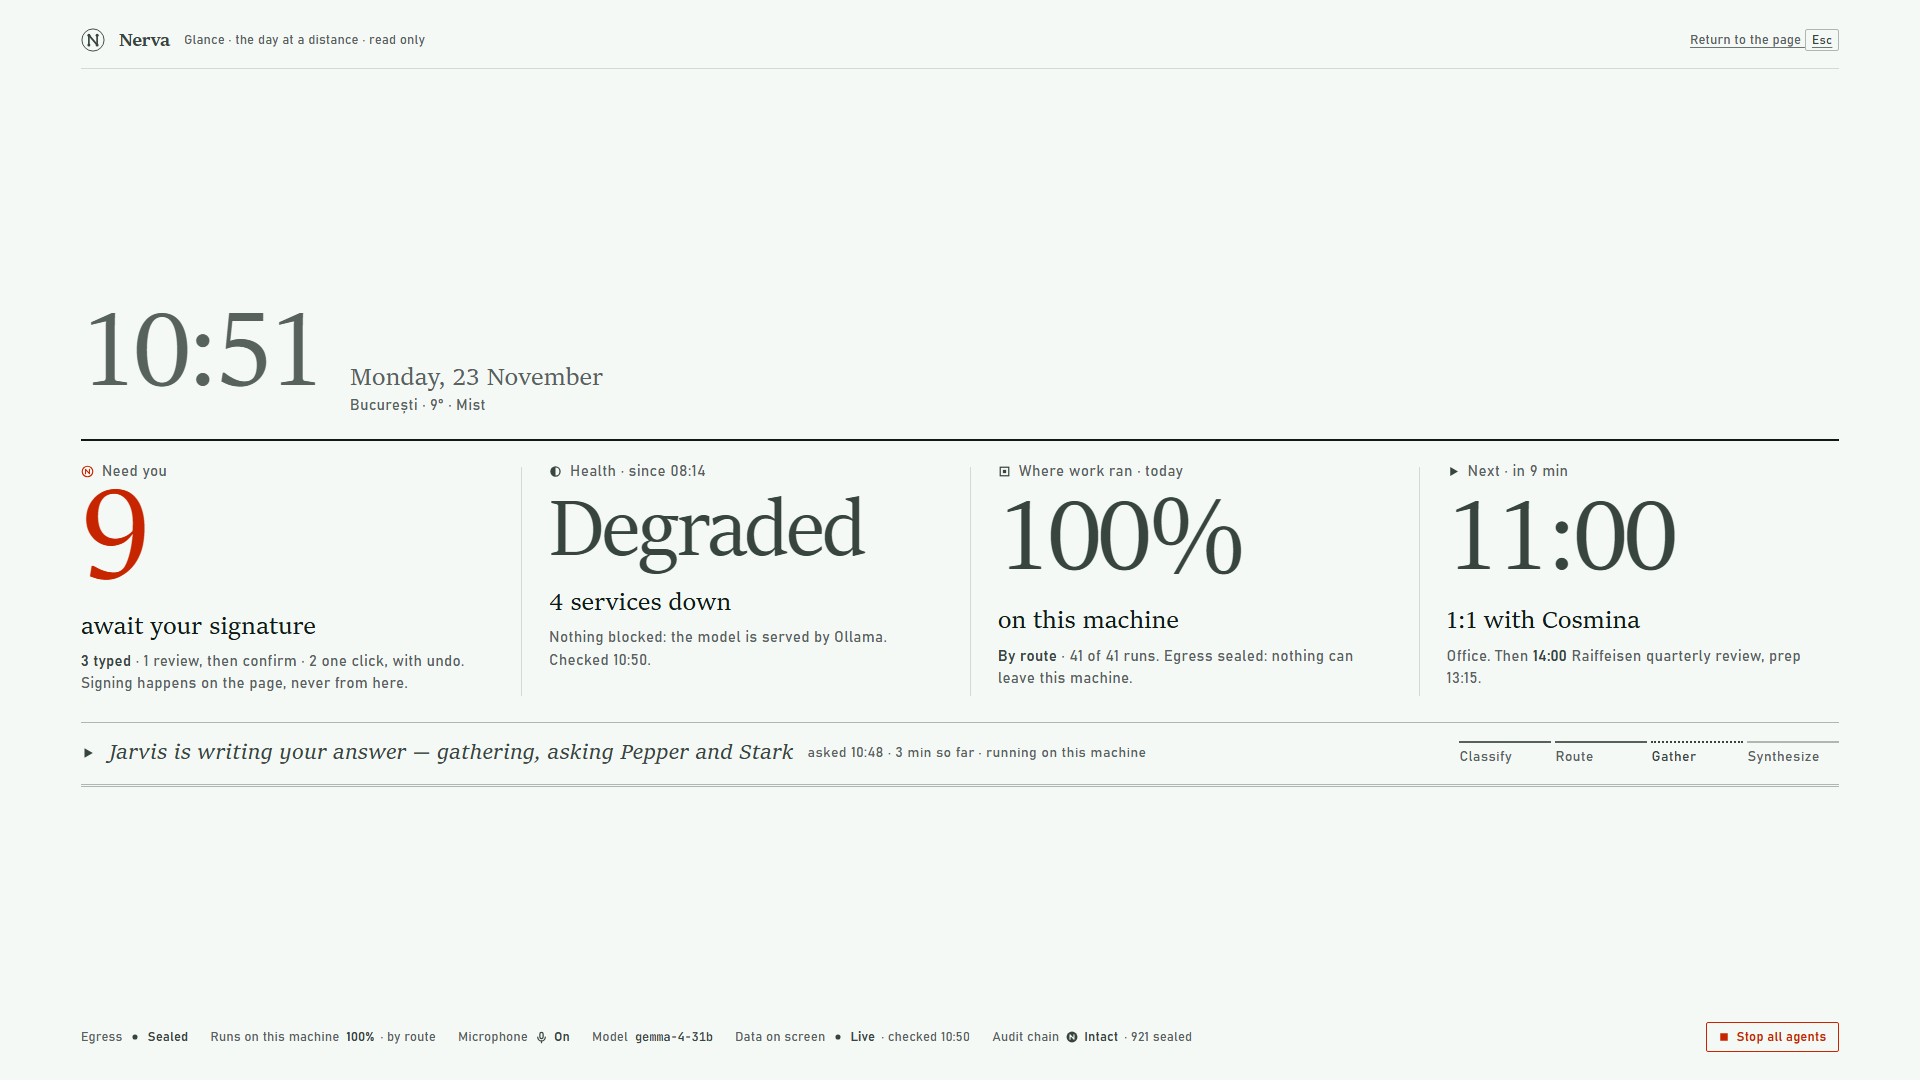 Nerva Glance · the day at a distance · read only
Return to the page Esc
10:51
Monday, 23 November
București · 9° · Mist
Need you
9
await your signature
3 typed · 1 review, then confirm · 2 one click, with undo.
Signing happens on the page, never from here.
Health · since 08:14
Degraded
4 services down
Nothing blocked: the model is served by Ollama.
Checked 10:50.
Where work ran · today
100%
on this machine
By route · 41 of 41 runs. Egress sealed: nothing can
leave this machine.
Next · in 9 min
11:00
1:1 with Cosmina
Office. Then 14:00 Raiffeisen quarterly review, prep
13:15.
Jarvis is writing your answer — gathering, asking Pepper and Stark asked 10:48 · 3 min so far · running on this machine
Classify Route Gather Synthesize
Egress Sealed Runs on this machine 100% · by route Microphone On Model gemma-4-31b Data on screen Live · checked 10:50 Audit chain Intact · 921 sealed
Stop all agents